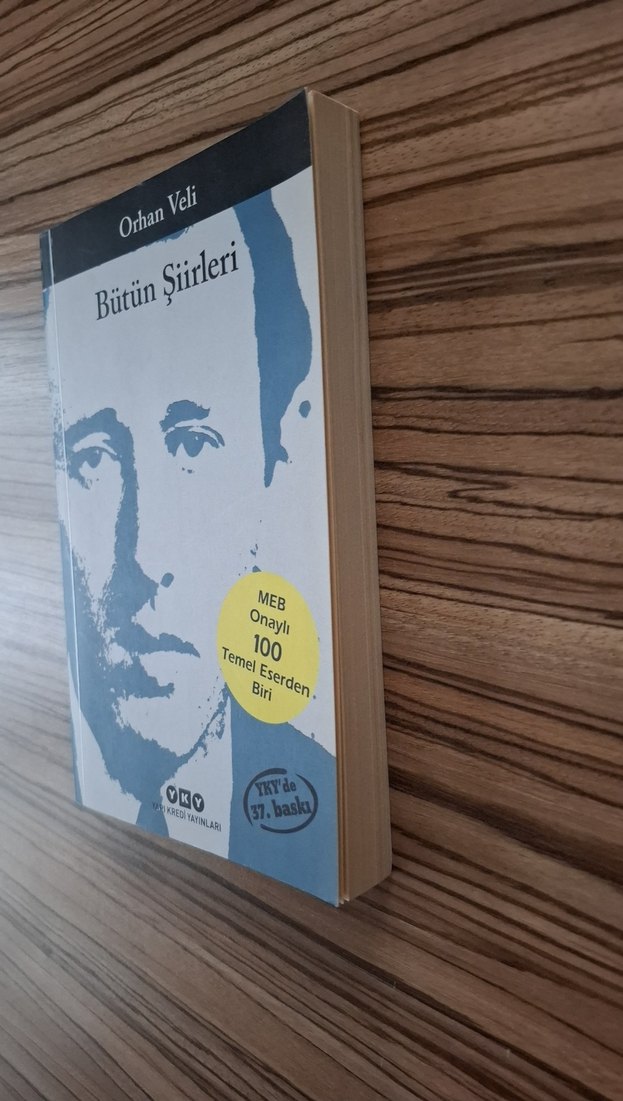 Orhan Veli
Bütün Şiirleri
MEB
Onaylı
100
Temel Eserden
Biri
YKY
YAPI KREDİ YAYINLARI
YKY'de
37. baskı